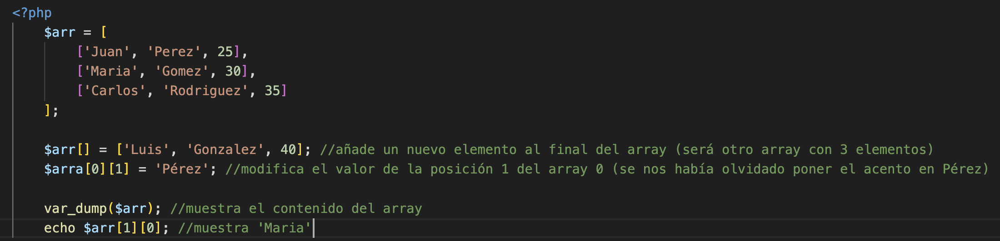 <?php
$arr = [
['Juan', 'Perez', 25],
['Maria', 'Gomez', 30],
['Carlos', 'Rodriguez', 35]
];
$arr[] = ['Luis', 'Gonzalez', 40]; //añade un nuevo elemento al final del array (será otro array con 3 elementos)
$arra[0][1] = 'Pérez'; //modifica el valor de la posición 1 del array 0 (se nos había olvidado poner el acento en Pérez)
var_dump($arr); //muestra el contenido del array
echo $arr[1][0]; //muestra 'Maria'